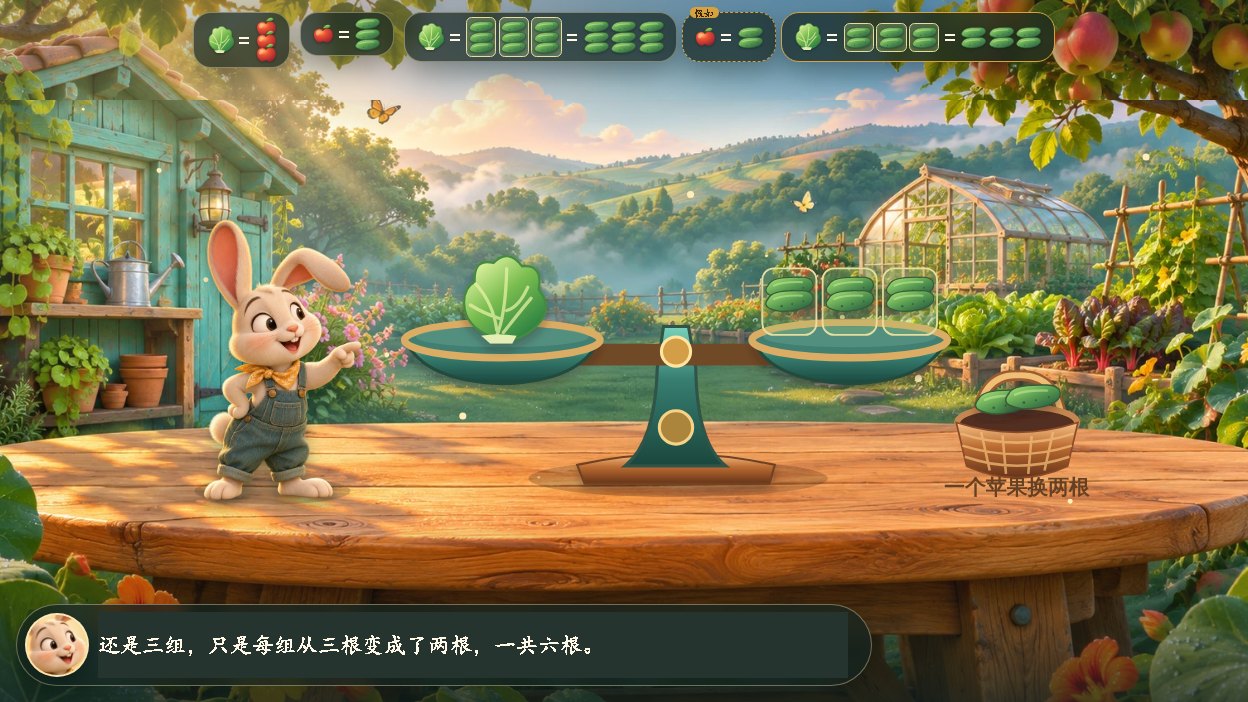 =
=
=
=
假如
=
=
=
一个苹果换两根
还是三组，只是每组从三根变成了两根，一共六根。